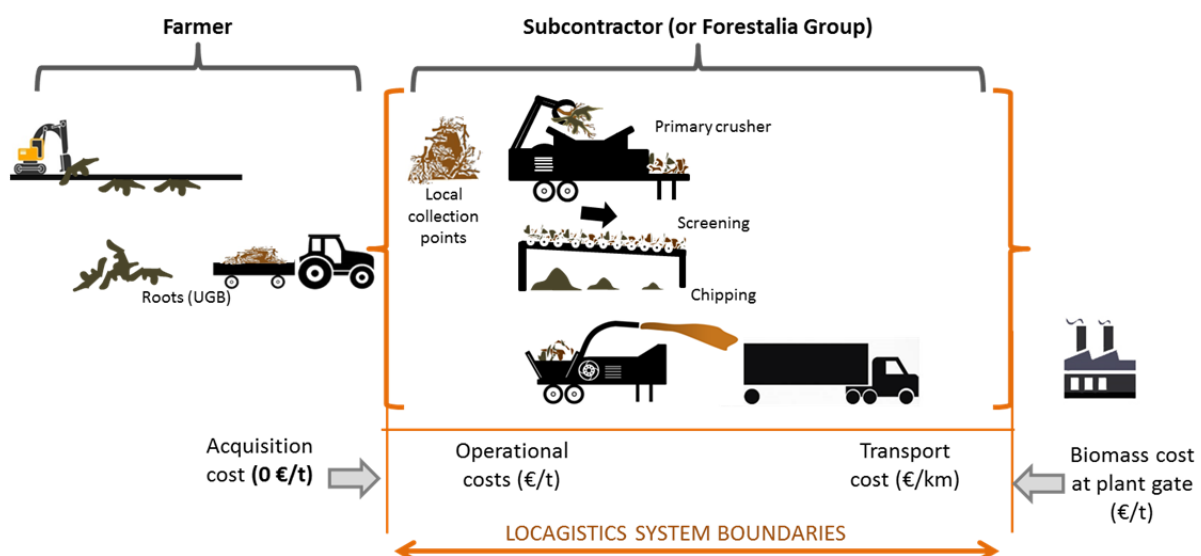 Farmer
Subcontractor (or Forestalia Group)
Primary crusher
Local
collection
points
Screening
Roots (UGB)
Chipping
Acquisition
cost (0 €/t)
Operational
costs (€/t)
Transport
cost (€/km)
Biomass cost
at plant gate
(€/t)
LOCAGISTICS SYSTEM BOUNDARIES